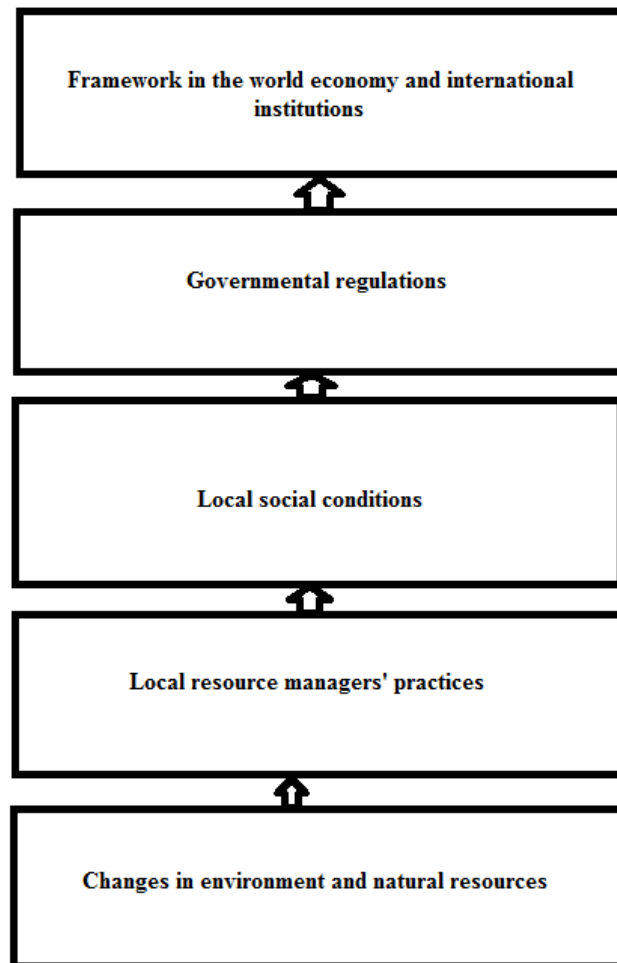 Framework in the world economy and international
institutions
Governmental regulations
Local social conditions
Local resource managers' practices
Changes in environment and natural resources